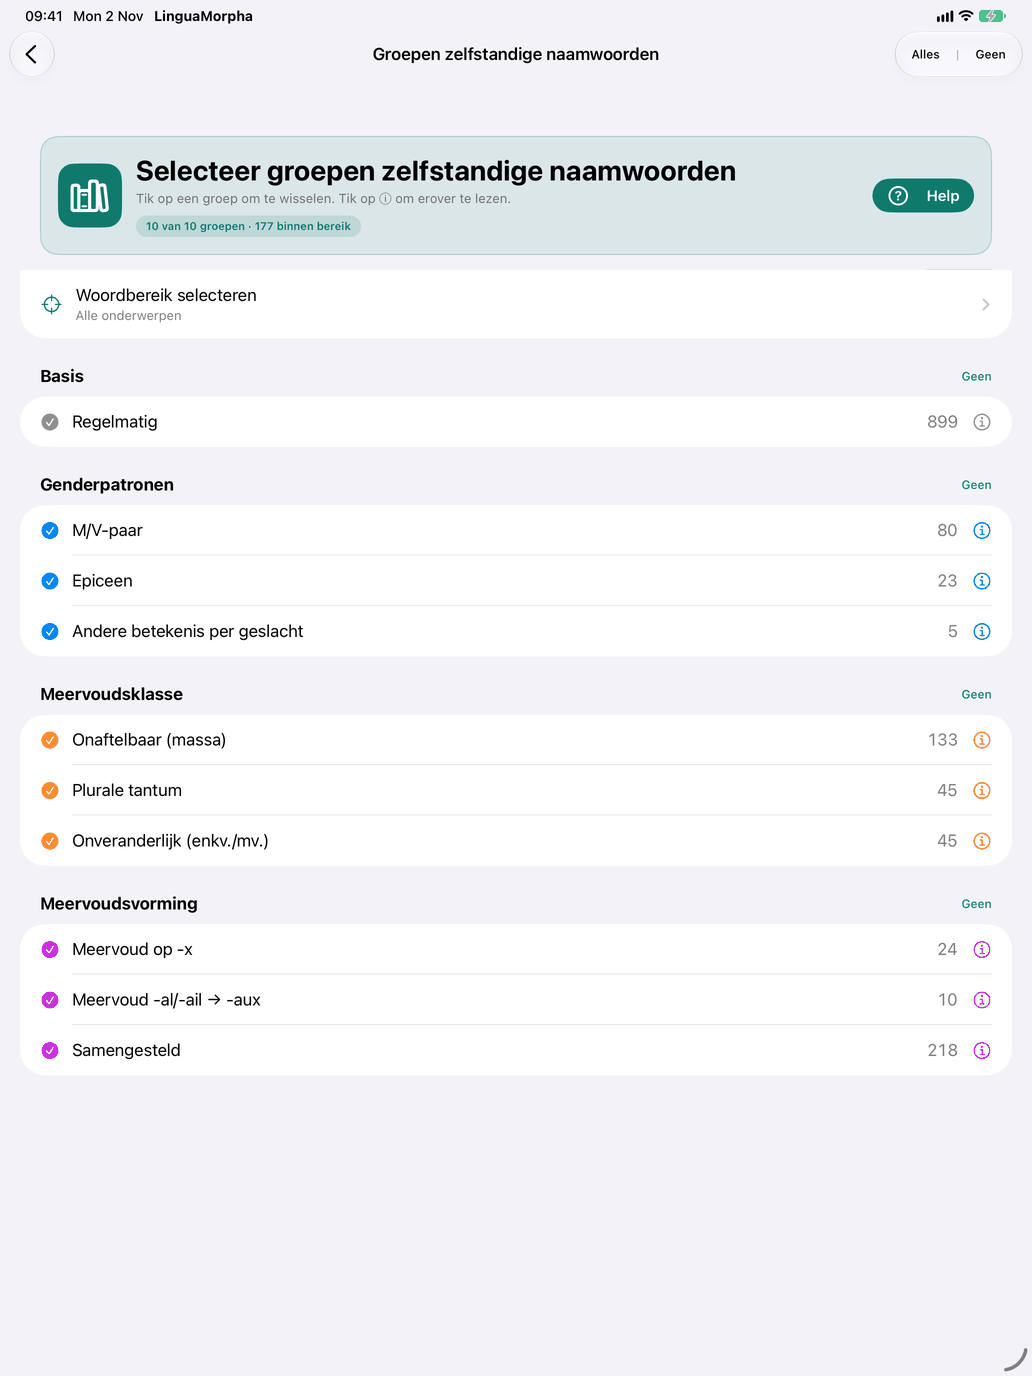 09:41 Mon 2 Nov LinguaMorpha
Groepen zelfstandige naamwoorden
Alles | Geen
Selecteer groepen zelfstandige naamwoorden
Tik op een groep om te wisselen. Tik op ⓘ om erover te lezen.
10 van 10 groepen · 177 binnen bereik
Help
Woordbereik selecteren
Alle onderwerpen
Basis Geen
Regelmatig 899
Genderpatronen Geen
M/V-paar 80
Epiceen 23
Andere betekenis per geslacht 5
Meervoudsklasse Geen
Onaftelbaar (massa) 133
Plurale tantum 45
Onveranderlijk (enkv./mv.) 45
Meervoudsvorming Geen
Meervoud op -x 24
Meervoud -al/-ail → -aux 10
Samengesteld 218